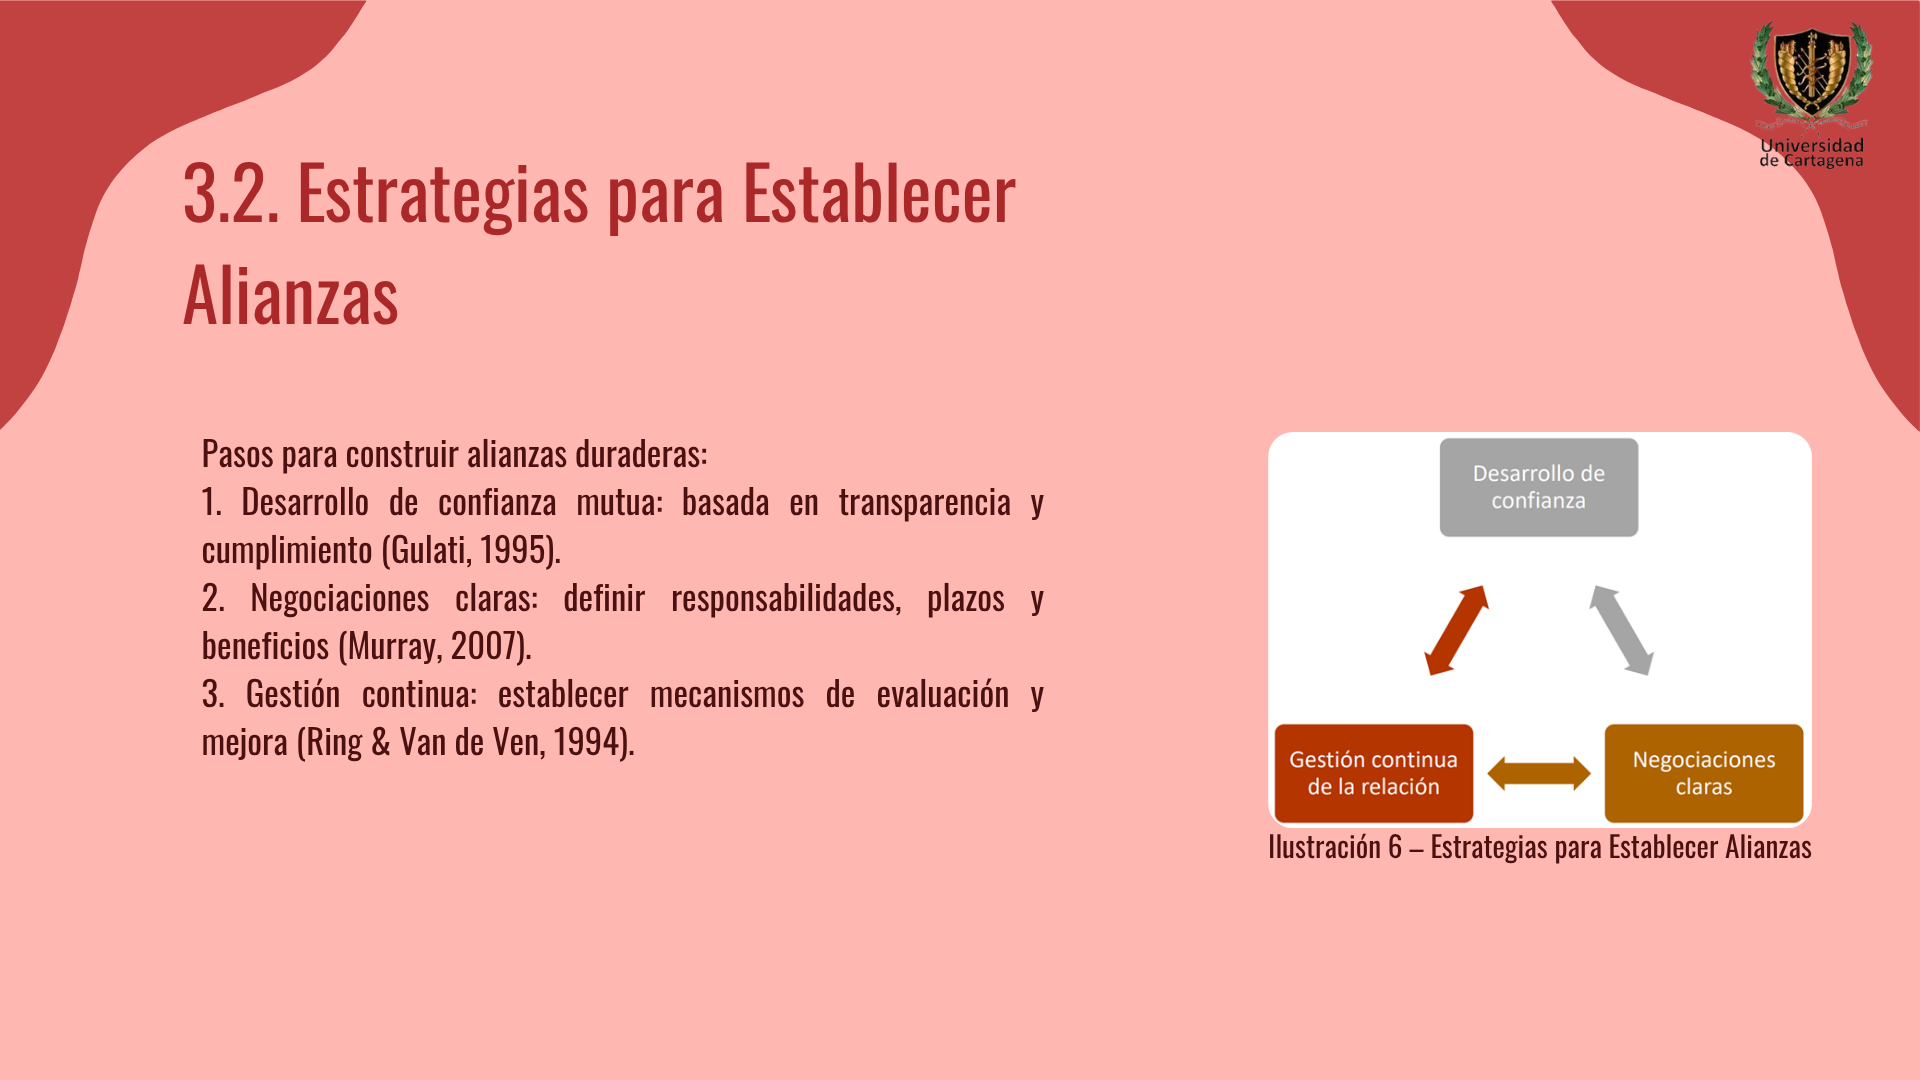 Universidad
de Cartagena
3.2. Estrategias para Establecer
Alianzas
Pasos para construir alianzas duraderas:
1. Desarrollo de confianza mutua: basada en transparencia y
cumplimiento (Gulati, 1995).
2. Negociaciones claras: definir responsabilidades, plazos y
beneficios (Murray, 2007).
3. Gestión continua: establecer mecanismos de evaluación y
mejora (Ring & Van de Ven, 1994).
Desarrollo de
confianza
Gestión continua
de la relación
Negociaciones
claras
Ilustración 6 – Estrategias para Establecer Alianzas